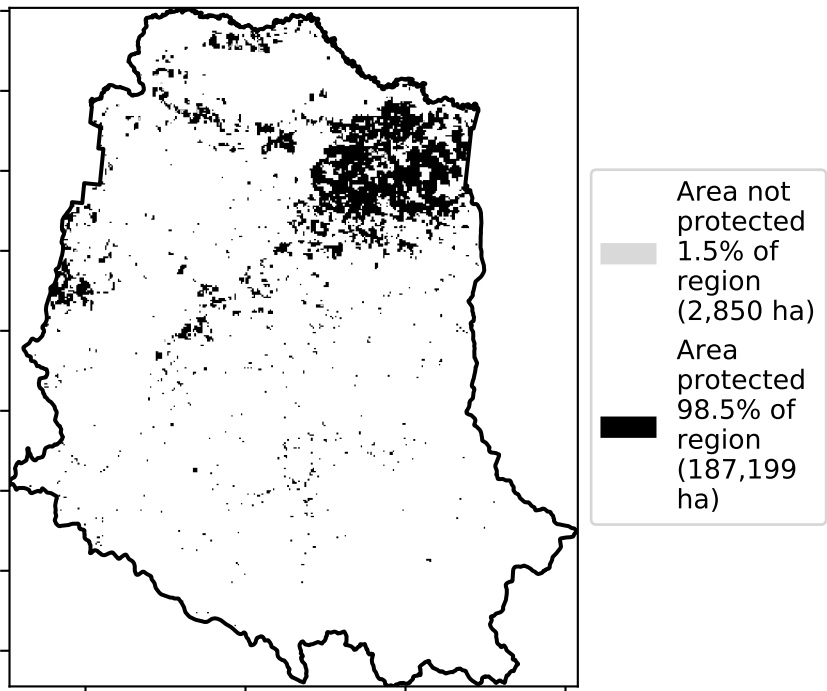 Area not
protected
1.5% of
region
(2,850 ha)
Area
protected
98.5% of
region
(187,199
ha)